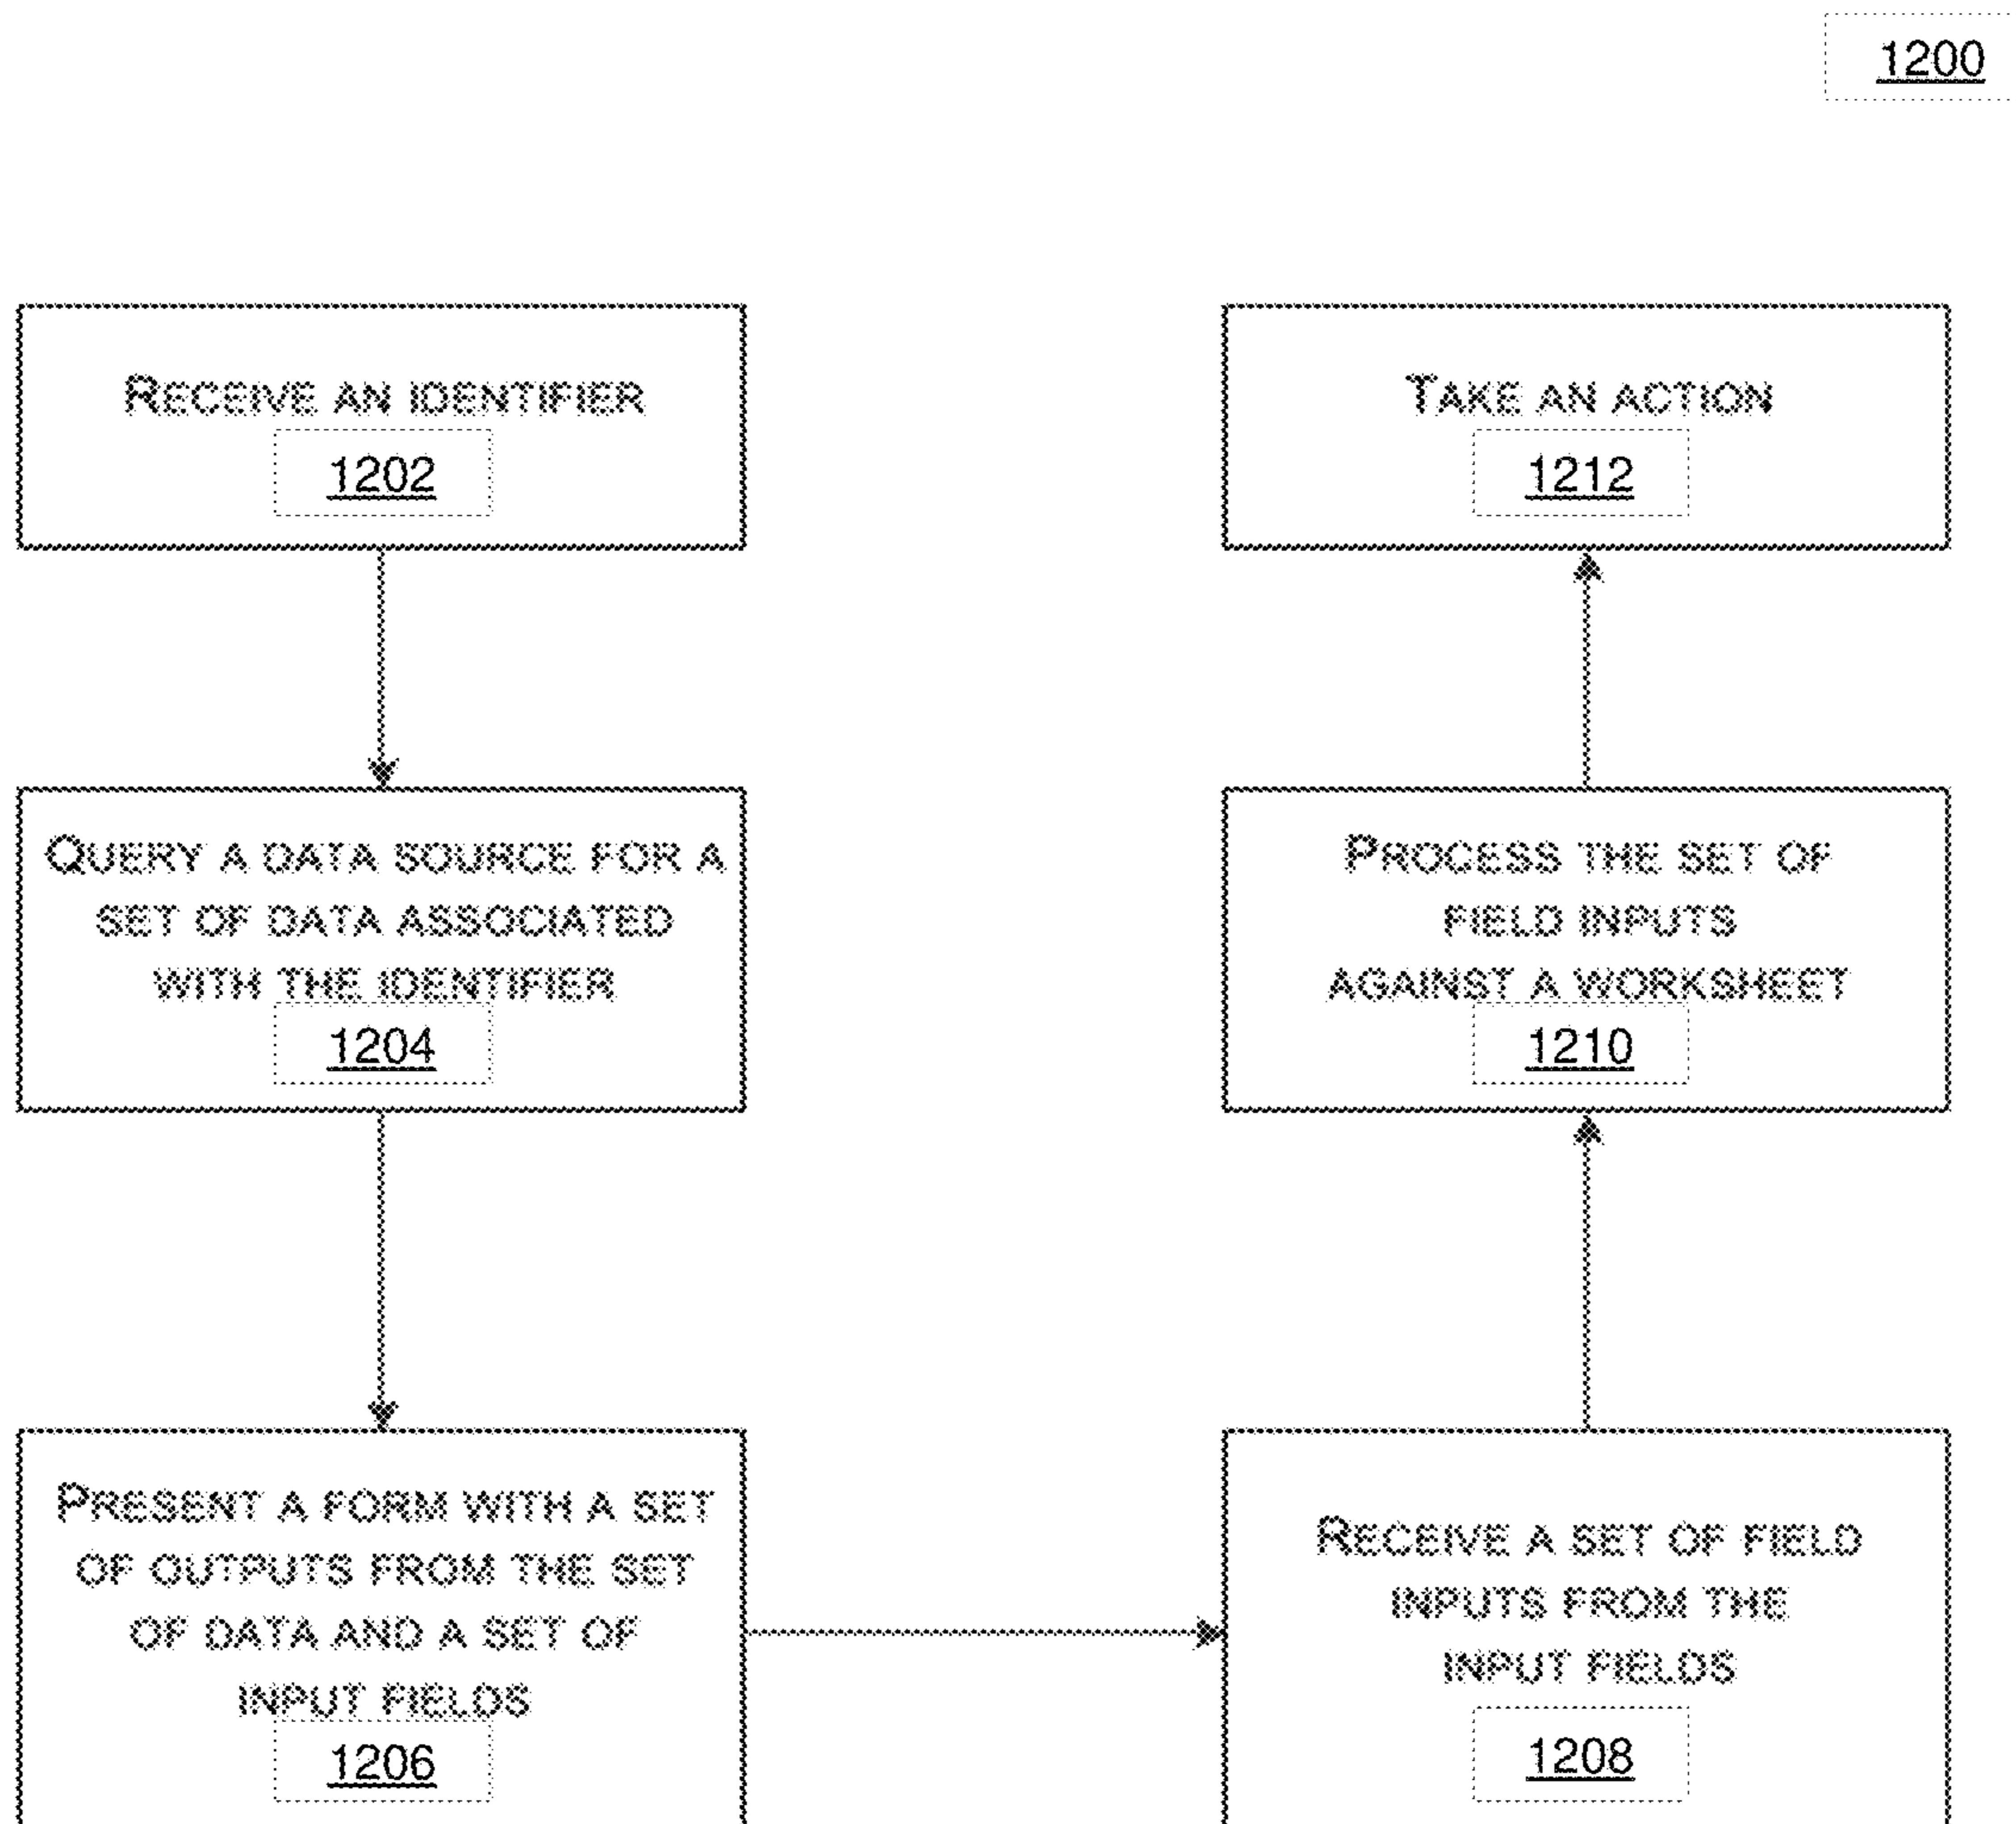 1200
RECEIVE AN IDENTIFIER
1202
QUERY A DATA SOURCE FOR A
SET OF DATA ASSOCIATED
WITH THE IDENTIFIER
1204
PRESENT A FORM WITH A SET
OF OUTPUTS FROM THE SET
OF DATA AND A SET OF
INPUT FIELDS
1206
RECEIVE A SET OF FIELD
INPUTS FROM THE
INPUT FIELDS
1208
PROCESS THE SET OF
FIELD INPUTS
AGAINST A WORKSHEET
1210
TAKE AN ACTION
1212